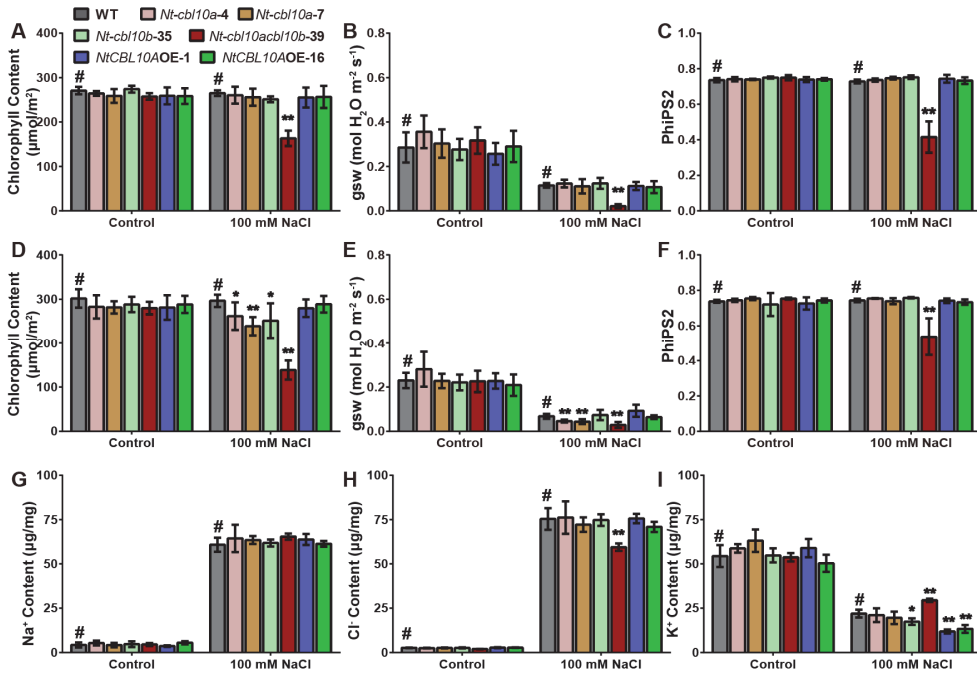 A B C
WT Nt-cbl10a-4 Nt-cbl10a-7
Nt-cbl10b-35 Nt-cbl10acbl10b-39
NtCBL10AOE-1 NtCBL10AOE-16
Chlorophyll Content
(μmol/m²)
400
300
200
100
0
# # **
Control 100 mM NaCl
gsw (mol H₂O m⁻² s⁻¹)
0.8
0.6
0.4
0.2
0.0
# # **
Control 100 mM NaCl
PhiPS2
1.0
0.8
0.6
0.4
0.2
0.0
# # **
Control 100 mM NaCl
D E F
Chlorophyll Content
(μmol/m²)
400
300
200
100
0
# # * ** * **
Control 100 mM NaCl
gsw (mol H₂O m⁻² s⁻¹)
0.8
0.6
0.4
0.2
0.0
# # ** ** **
Control 100 mM NaCl
PhiPS2
1.0
0.8
0.6
0.4
0.2
0.0
# # **
Control 100 mM NaCl
G H I
Na⁺ Content (μg/mg)
100
75
50
25
0
# #
Control 100 mM NaCl
Cl⁻ Content (μg/mg)
100
75
50
25
0
# # **
Control 100 mM NaCl
K⁺ Content (μg/mg)
100
75
50
25
0
# # * ** ** **
Control 100 mM NaCl